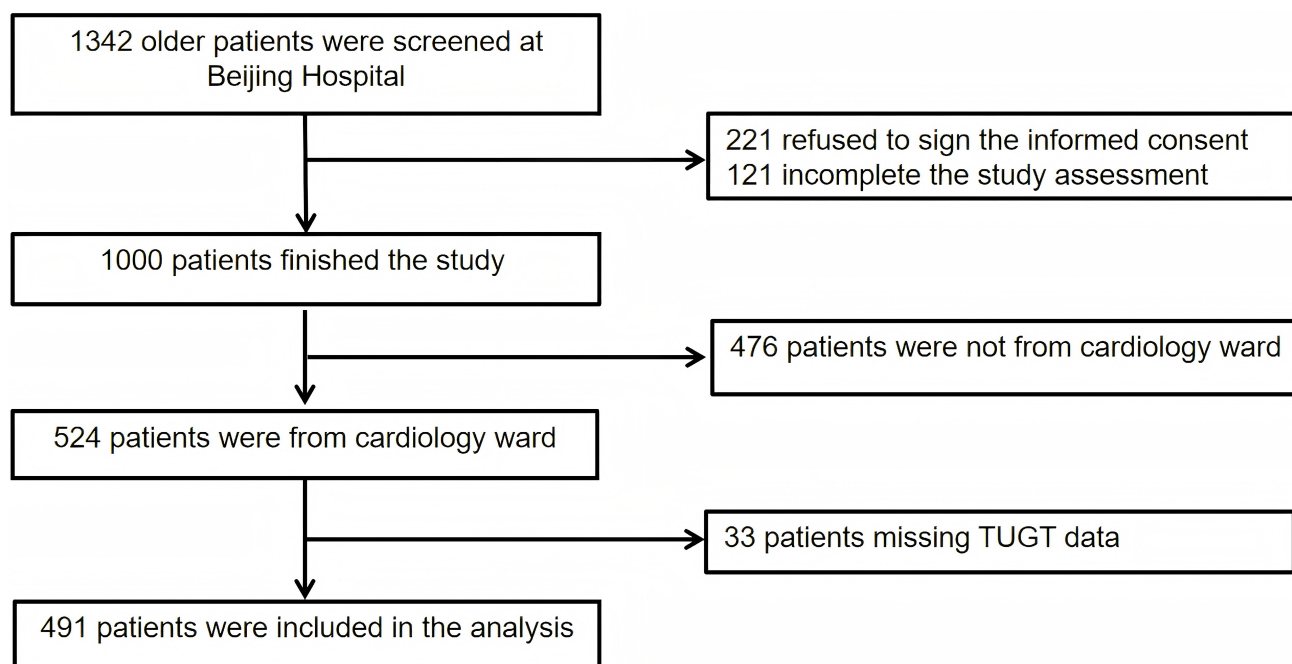 1342 older patients were screened at
Beijing Hospital
221 refused to sign the informed consent
121 incomplete the study assessment
1000 patients finished the study
476 patients were not from cardiology ward
524 patients were from cardiology ward
33 patients missing TUGT data
491 patients were included in the analysis